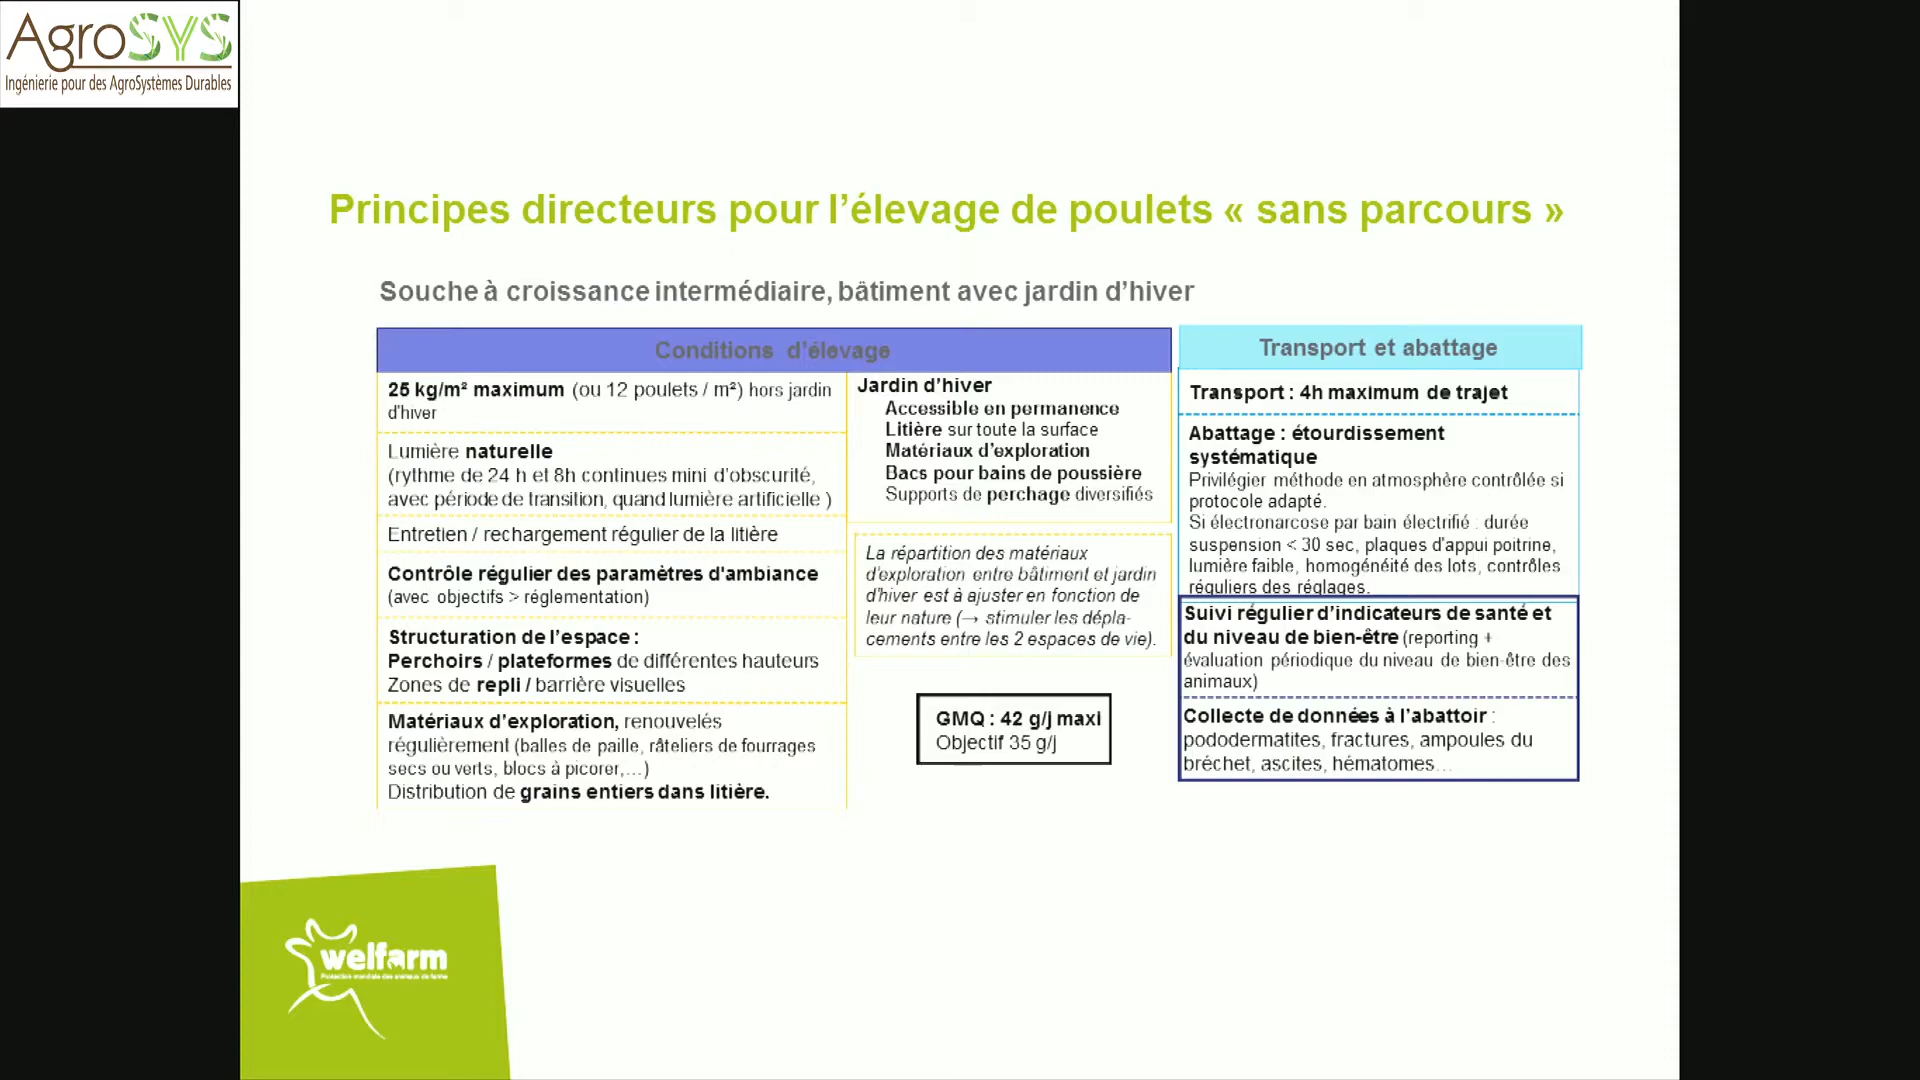 AgroSYS
Ingénierie pour des AgroSystèmes Durables
Principes directeurs pour l’élevage de poulets « sans parcours »
Souche à croissance intermédiaire, bâtiment avec jardin d’hiver
Conditions d’élevage
25 kg/m² maximum (ou 12 poulets / m²) hors jardin
d'hiver
Lumière naturelle
(rythme de 24 h et 8h continues mini d’obscurité,
avec période de transition, quand lumière artificielle )
Entretien / rechargement régulier de la litière
Contrôle régulier des paramètres d'ambiance
(avec objectifs > réglementation)
Structuration de l’espace :
Perchoirs / plateformes de différentes hauteurs
Zones de repli / barrière visuelles
Matériaux d’exploration, renouvelés
régulièrement (balles de paille, râteliers de fourrages
secs ou verts, blocs à picorer,…)
Distribution de grains entiers dans litière.
Jardin d’hiver
Accessible en permanence
Litière sur toute la surface
Matériaux d’exploration
Bacs pour bains de poussière
Supports de perchage diversifiés
La répartition des matériaux
d’exploration entre bâtiment et jardin
d’hiver est à ajuster en fonction de
leur nature (→ stimuler les dépla-
cements entre les 2 espaces de vie).
GMQ : 42 g/j maxi
Objectif 35 g/j
Transport et abattage
Transport : 4h maximum de trajet
Abattage : étourdissement
systématique
Privilégier méthode en atmosphère contrôlée si
protocole adapté.
Si électronarcose par bain électrifié : durée
suspension < 30 sec, plaques d'appui poitrine,
lumière faible, homogénéité des lots, contrôles
réguliers des réglages.
Suivi régulier d’indicateurs de santé et
du niveau de bien-être (reporting +
évaluation périodique du niveau de bien-être des
animaux)
Collecte de données à l’abattoir :
pododermatites, fractures, ampoules du
bréchet, ascites, hématomes…
welfarm
Protection mondiale des animaux de ferme